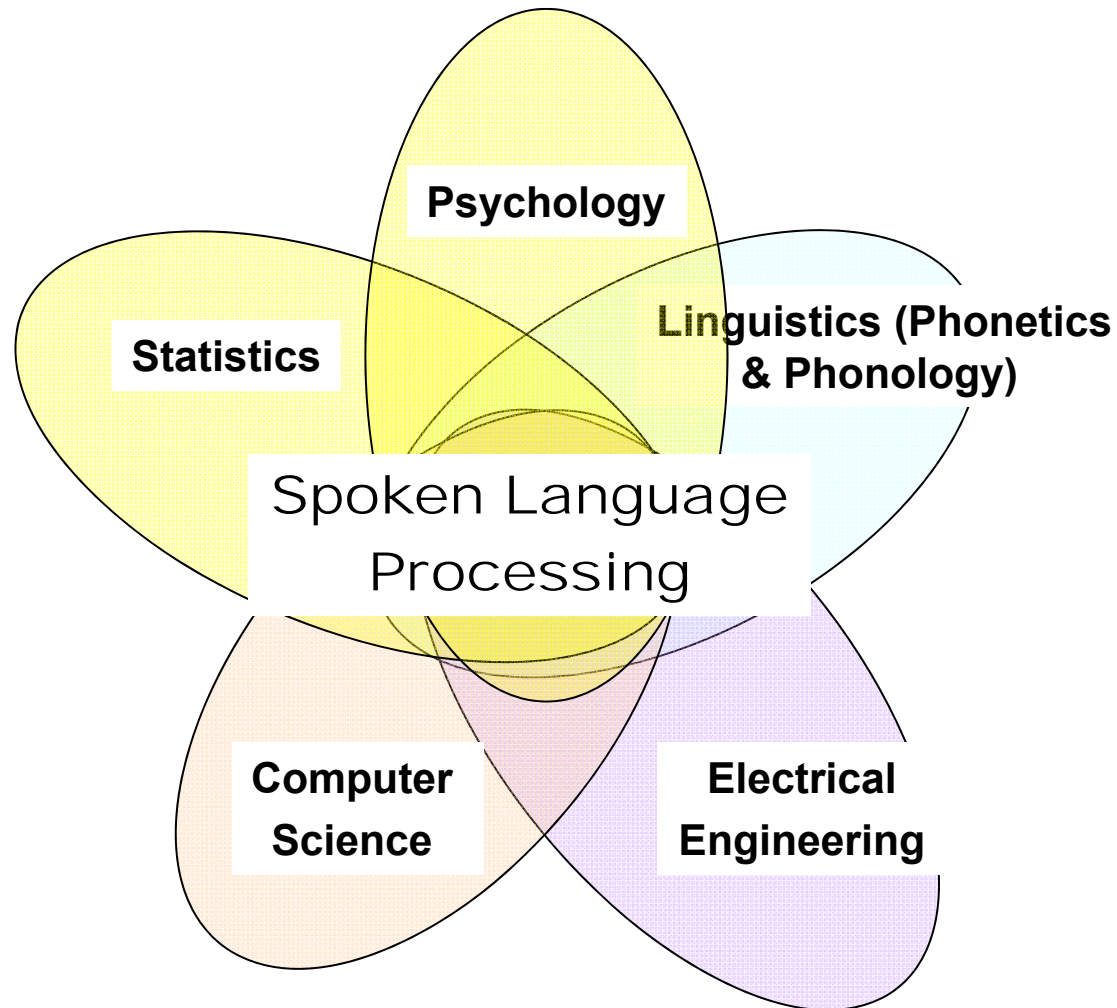 Psychology
Statistics
Linguistics (Phonetics
& Phonology)
Spoken Language
Processing
Computer
Science
Electrical
Engineering